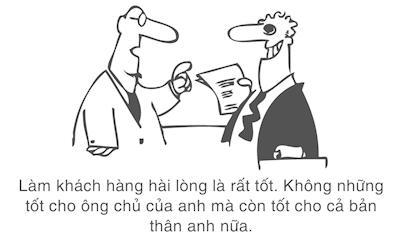 Làm khách hàng hài lòng là rất tốt. Không những
tốt cho ông chủ của anh mà còn tốt cho cả bản
thân anh nữa.